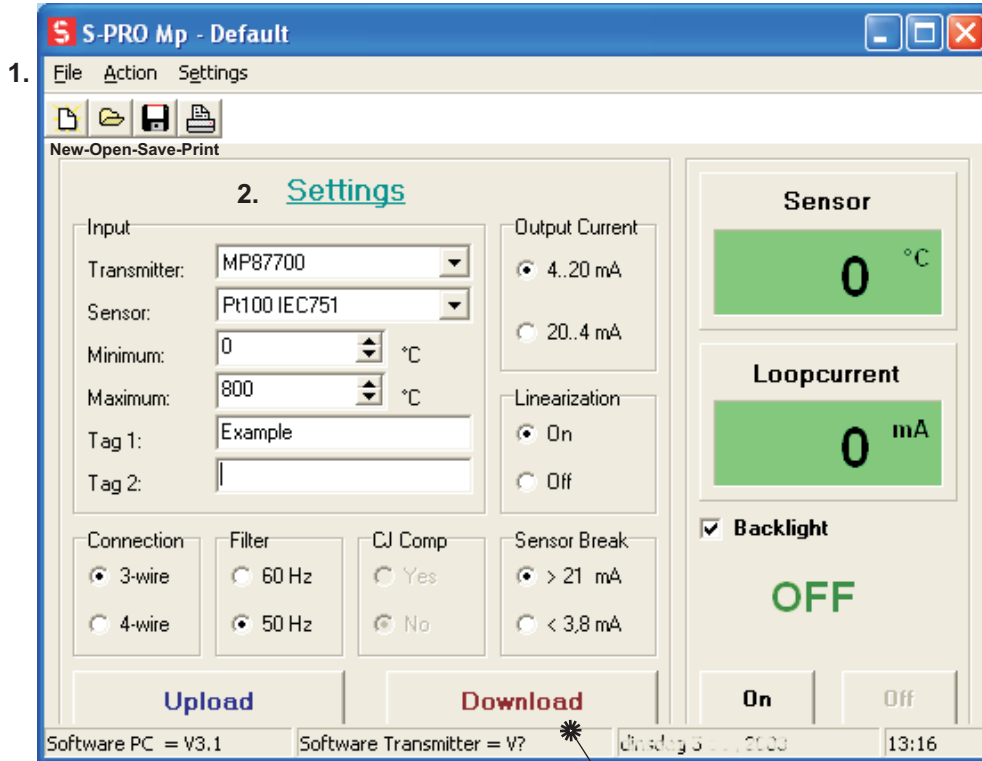 S-PRO Mp - Default
1. File Action Settings
New-Open-Save-Print
2. Settings
Input
Transmitter: MP87700
Sensor: Pt100 IEC751
Minimum: 0 °C
Maximum: 800 °C
Tag 1: Example
Tag 2:
Output Current
4..20 mA
20..4 mA
Linearization
On
Off
Connection
3-wire
4-wire
Filter
60 Hz
50 Hz
CJ Comp
Yes
No
Sensor Break
> 21 mA
< 3,8 mA
Upload
Download
Sensor
0 °C
Loopcurrent
0 mA
Backlight
OFF
On
Off
Software PC = V3.1
Software Transmitter = V?
dinsdag
13:16